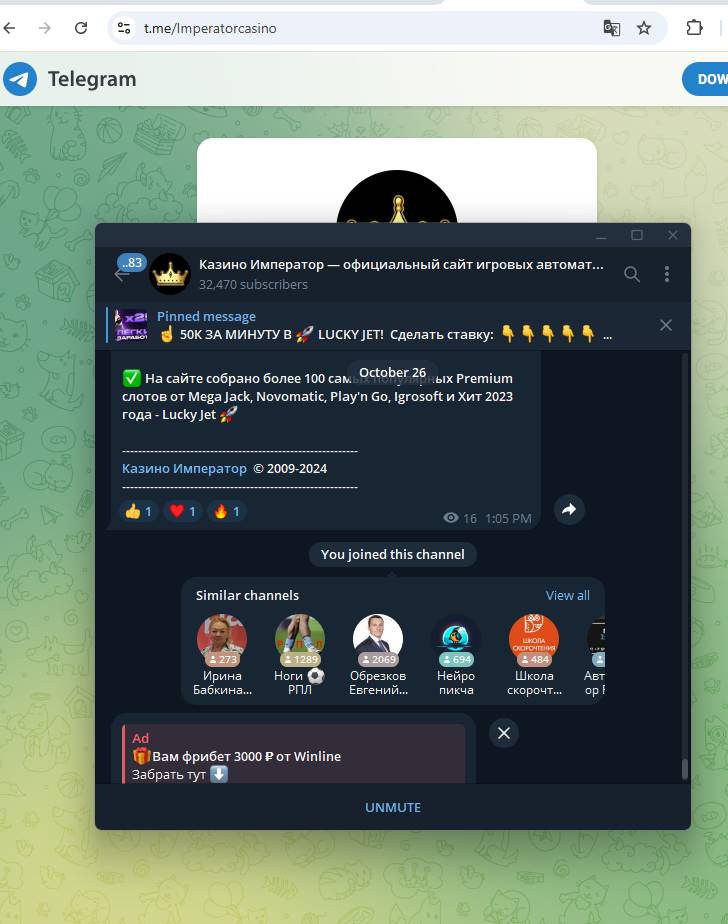 t.me/Imperatorcasino
Telegram
DOW
..83
Казино Император — официальный сайт игровых автомат...
32,470 subscribers
Pinned message
☝ 50К ЗА МИНУТУ В 🚀 LUCKY JET! Сделать ставку: 👇👇👇👇👇 ...
October 26
✅ На сайте собрано более 100 самых популярных Premium
слотов от Mega Jack, Novomatic, Play'n Go, Igrosoft и Хит 2023
года - Lucky Jet 🚀
-----------------------------------------------------------
Казино Император © 2009-2024
-----------------------------------------------------------
👍 1 ❤️ 1 🔥 1
16 1:05 PM
You joined this channel
Similar channels View all
273 1289 2069 ШКОЛА СКОРОЧТЕНИЯ 694 484
Ирина Бабкина...
Ноги ⚽ РПЛ
Обрезков Евгений...
Нейро пикча
Школа скорочт...
Авт
ор
Ad
🎁Вам фрибет 3000 ₽ от Winline
Забрать тут ⬇️
UNMUTE